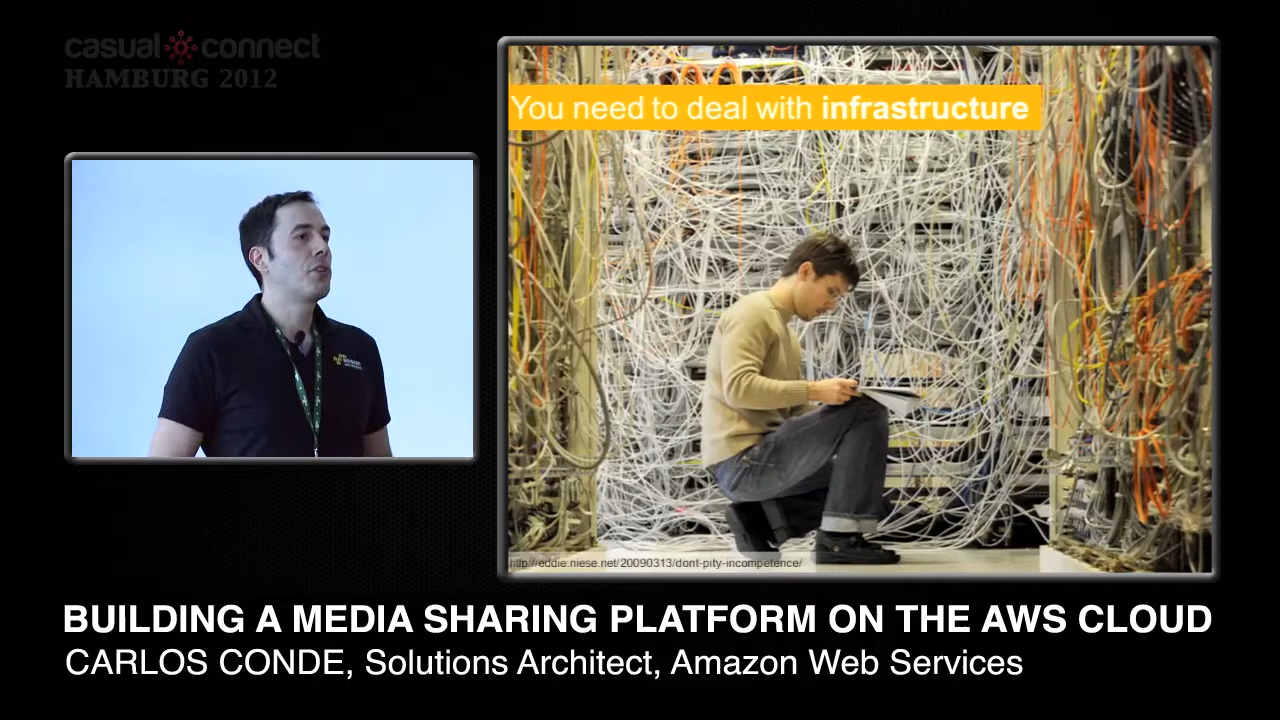 casual connect
HAMBURG 2012
You need to deal with infrastructure
http://eddie.niese.net/20090313/dont-pity-incompetence/
BUILDING A MEDIA SHARING PLATFORM ON THE AWS CLOUD
CARLOS CONDE, Solutions Architect, Amazon Web Services